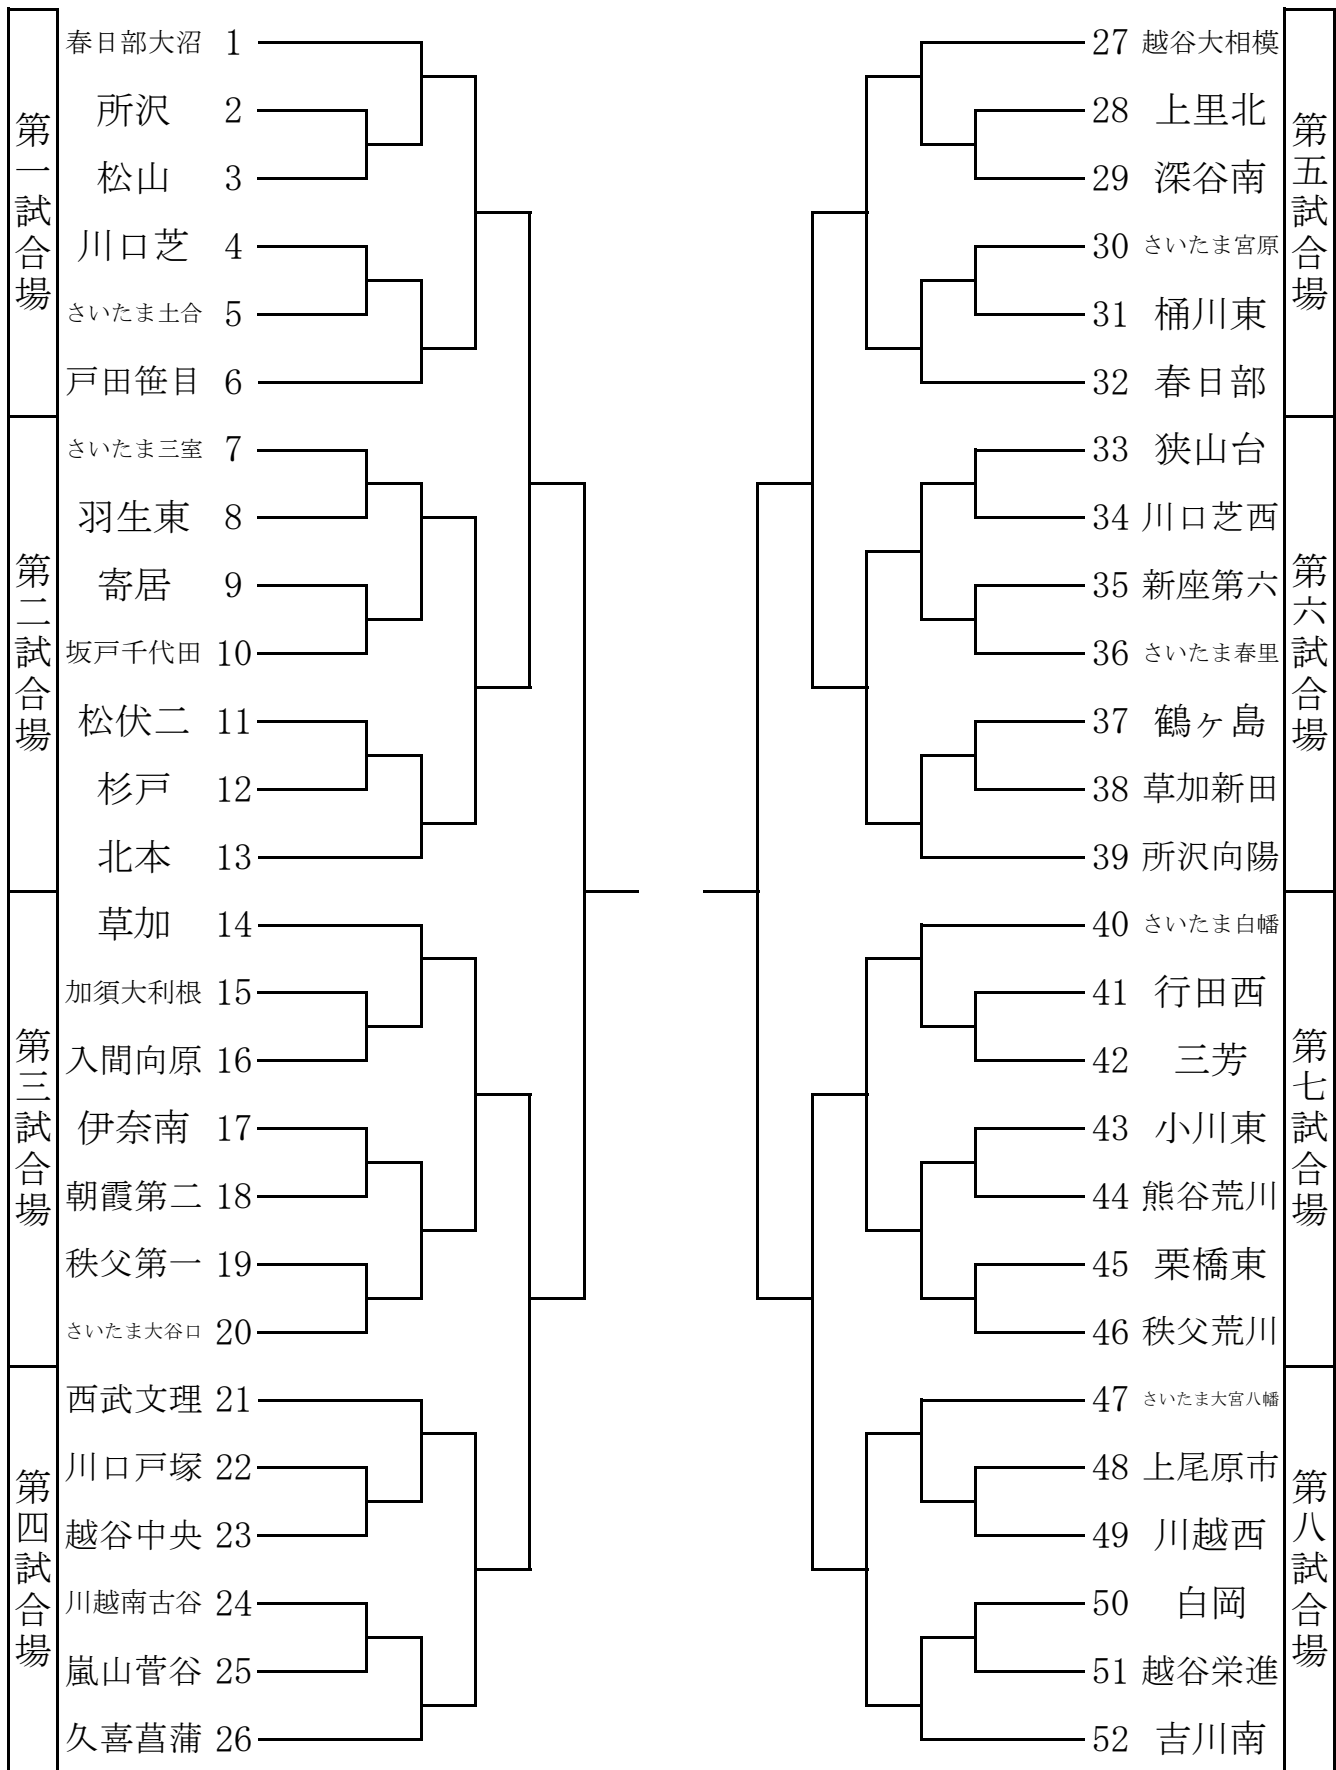 第一試合場
春日部大沼 1
所沢 2
松山 3
川口芝 4
さいたま土合 5
戸田笹目 6
第二試合場
さいたま三室 7
羽生東 8
寄居 9
坂戸千代田 10
松伏二 11
杉戸 12
北本 13
第三試合場
草加 14
加須大利根 15
入間向原 16
伊奈南 17
朝霞第二 18
秩父第一 19
さいたま大谷口 20
第四試合場
西武文理 21
川口戸塚 22
越谷中央 23
川越南古谷 24
嵐山菅谷 25
久喜菖蒲 26
第五試合場
27 越谷大相模
28 上里北
29 深谷南
30 さいたま宮原
31 桶川東
32 春日部
第六試合場
33 狭山台
34 川口芝西
35 新座第六
36 さいたま春里
37 鶴ヶ島
38 草加新田
39 所沢向陽
第七試合場
40 さいたま白幡
41 行田西
42 三芳
43 小川東
44 熊谷荒川
45 栗橋東
46 秩父荒川
第八試合場
47 さいたま大宮八幡
48 上尾原市
49 川越西
50 白岡
51 越谷栄進
52 吉川南